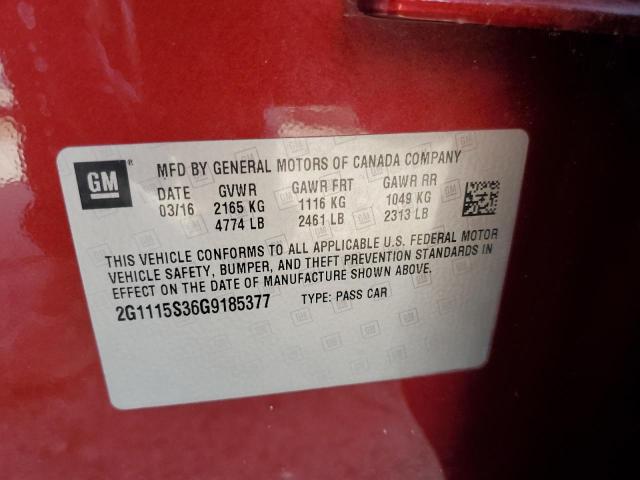 GM ® MFD BY GENERAL MOTORS OF CANADA COMPANY
DATE GVWR GAWR FRT GAWR RR
03/16 2165 KG 1116 KG 1049 KG
4774 LB 2461 LB 2313 LB
THIS VEHICLE CONFORMS TO ALL APPLICABLE U.S. FEDERAL MOTOR
VEHICLE SAFETY, BUMPER, AND THEFT PREVENTION STANDARDS IN
EFFECT ON THE DATE OF MANUFACTURE SHOWN ABOVE.
2G1115S36G9185377 TYPE: PASS CAR